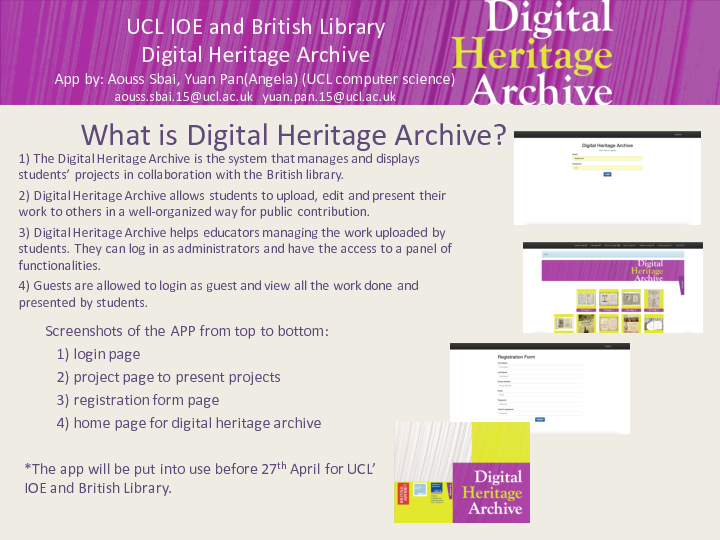 UCL IOE and British Library
Digital Heritage Archive
App by: Aouss Sbai, Yuan Pan(Angela) (UCL computer science)
aouss.sbai.15@ucl.ac.uk yuan.pan.15@ucl.ac.uk
Digital
Heritage
Archive
What is Digital Heritage Archive?
1) The Digital Heritage Archive is the system that manages and displays
students' projects in collaboration with the British library.
2) Digital Heritage Archive allows students to upload, edit and present their
work to others in a well-organized way for public contribution.
3) Digital Heritage Archive helps educators managing the work uploaded by
students. They can log in as administrators and have the access to a panel of
functionalities.
4) Guests are allowed to login as guest and view all the work done and
presented by students.
Screenshots of the APP from top to bottom:
1) login page
2) project page to present projects
3) registration form page
4) home page for digital heritage archive
*The app will be put into use before 27th April for UCL'
IOE and British Library.
Digital Heritage Archive
Digital
Heritage
Archive
Registration Form
Digital
Heritage
Archive